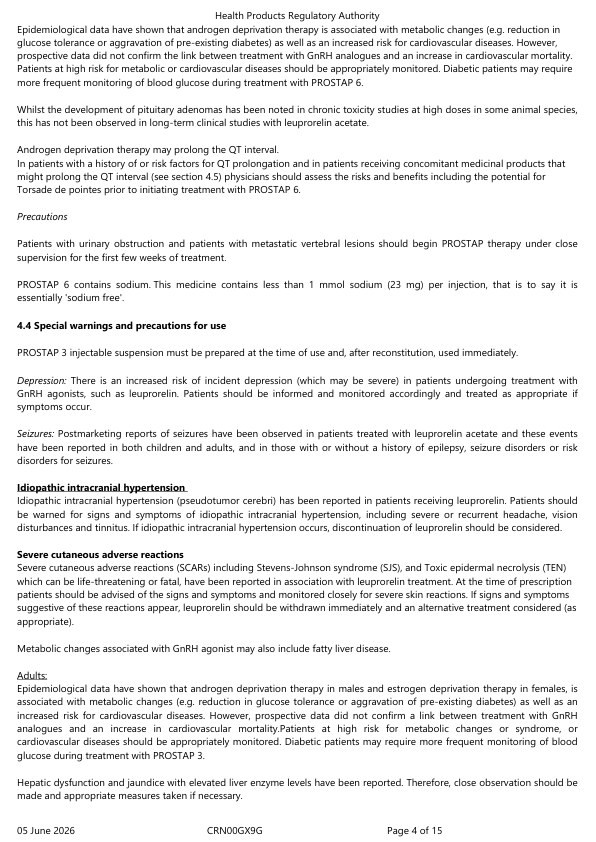 Health Products Regulatory Authority
Epidemiological data have shown that androgen deprivation therapy is associated with metabolic changes (e.g. reduction in
glucose tolerance or aggravation of pre-existing diabetes) as well as an increased risk for cardiovascular diseases. However,
prospective data did not confirm the link between treatment with GnRH analogues and an increase in cardiovascular mortality.
Patients at high risk for metabolic or cardiovascular diseases should be appropriately monitored. Diabetic patients may require
more frequent monitoring of blood glucose during treatment with PROSTAP 6.
Whilst the development of pituitary adenomas has been noted in chronic toxicity studies at high doses in some animal species,
this has not been observed in long-term clinical studies with leuprorelin acetate.
Androgen deprivation therapy may prolong the QT interval.
In patients with a history of or risk factors for QT prolongation and in patients receiving concomitant medicinal products that
might prolong the QT interval (see section 4.5) physicians should assess the risks and benefits including the potential for
Torsade de pointes prior to initiating treatment with PROSTAP 6.
Precautions
Patients with urinary obstruction and patients with metastatic vertebral lesions should begin PROSTAP therapy under close
supervision for the first few weeks of treatment.
PROSTAP 6 contains sodium. This medicine contains less than 1 mmol sodium (23 mg) per injection, that is to say it is
essentially 'sodium free'.
4.4 Special warnings and precautions for use
PROSTAP 3 injectable suspension must be prepared at the time of use and, after reconstitution, used immediately.
Depression: There is an increased risk of incident depression (which may be severe) in patients undergoing treatment with
GnRH agonists, such as leuprorelin. Patients should be informed and monitored accordingly and treated as appropriate if
symptoms occur.
Seizures: Postmarketing reports of seizures have been observed in patients treated with leuprorelin acetate and these events
have been reported in both children and adults, and in those with or without a history of epilepsy, seizure disorders or risk
disorders for seizures.
Idiopathic intracranial hypertension
Idiopathic intracranial hypertension (pseudotumor cerebri) has been reported in patients receiving leuprorelin. Patients should
be warned for signs and symptoms of idiopathic intracranial hypertension, including severe or recurrent headache, vision
disturbances and tinnitus. If idiopathic intracranial hypertension occurs, discontinuation of leuprorelin should be considered.
Severe cutaneous adverse reactions
Severe cutaneous adverse reactions (SCARs) including Stevens-Johnson syndrome (SJS), and Toxic epidermal necrolysis (TEN)
which can be life-threatening or fatal, have been reported in association with leuprorelin treatment. At the time of prescription
patients should be advised of the signs and symptoms and monitored closely for severe skin reactions. If signs and symptoms
suggestive of these reactions appear, leuprorelin should be withdrawn immediately and an alternative treatment considered (as
appropriate).
Metabolic changes associated with GnRH agonist may also include fatty liver disease.
Adults:
Epidemiological data have shown that androgen deprivation therapy in males and estrogen deprivation therapy in females, is
associated with metabolic changes (e.g. reduction in glucose tolerance or aggravation of pre-existing diabetes) as well as an
increased risk for cardiovascular diseases. However, prospective data did not confirm a link between treatment with GnRH
analogues and an increase in cardiovascular mortality.Patients at high risk for metabolic changes or syndrome, or
cardiovascular diseases should be appropriately monitored. Diabetic patients may require more frequent monitoring of blood
glucose during treatment with PROSTAP 3.
Hepatic dysfunction and jaundice with elevated liver enzyme levels have been reported. Therefore, close observation should be
made and appropriate measures taken if necessary.
05 June 2026 CRN00GX9G Page 4 of 15